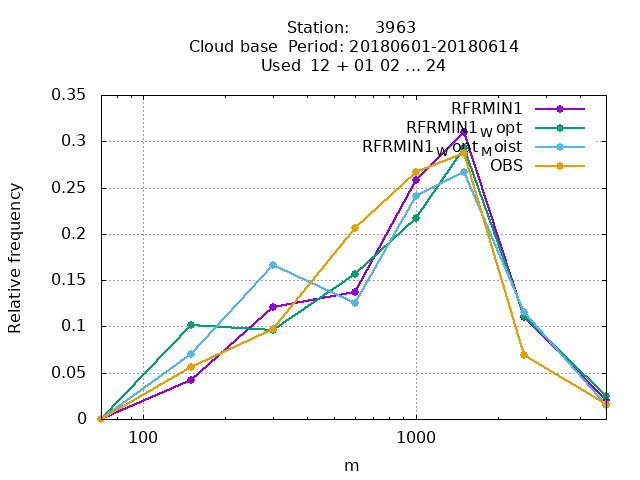 Station: 3963
Cloud base Period: 20180601-20180614
Used 12 + 01 02 ... 24
Relative frequency
0.35
0.3
0.25
0.2
0.15
0.1
0.05
0
RFRMIN1
RFRMIN1_W opt
RFRMIN1_W opt_M oist
OBS
100
1000
m